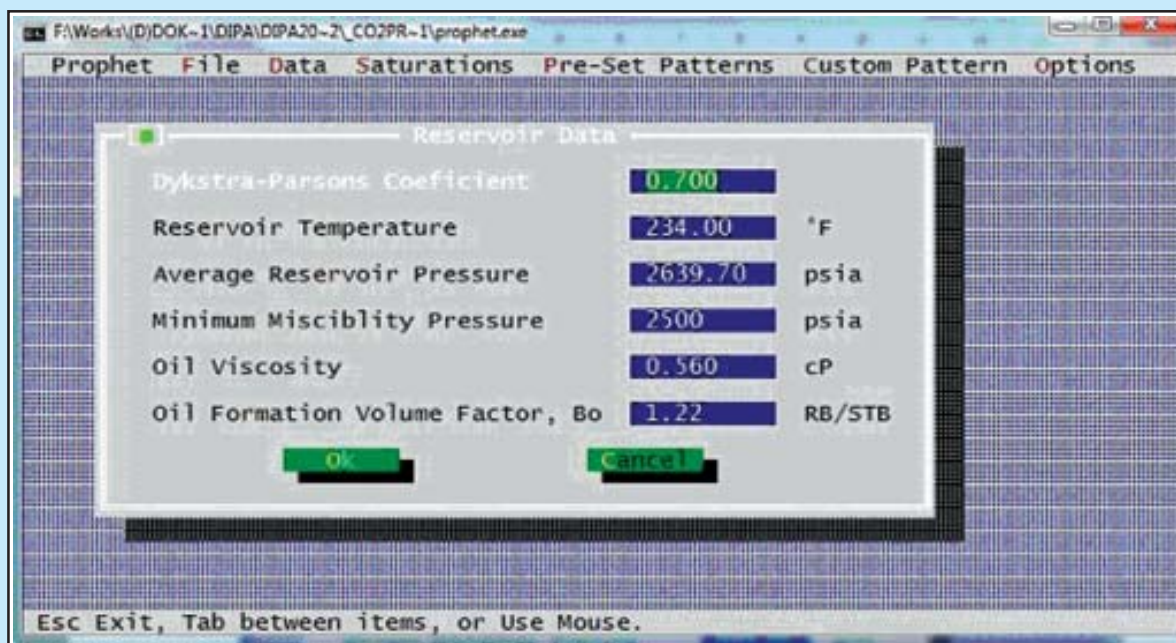 F:\Works\(D)DOK~1\DIPA\DIPA20~2\_CO2PR~1\prophet.exe
Prophet File Data Saturations Pre-Set Patterns Custom Pattern Options
Reservoir Data
Dykstra-Parsons Coeficient 0.700
Reservoir Temperature 234.00 °F
Average Reservoir Pressure 2639.70 psia
Minimum Misciblity Pressure 2500 psia
Oil Viscosity 0.560 cP
Oil Formation Volume Factor, Bo 1.22 RB/STB
Ok Cancel
Esc Exit, Tab between items, or Use Mouse.